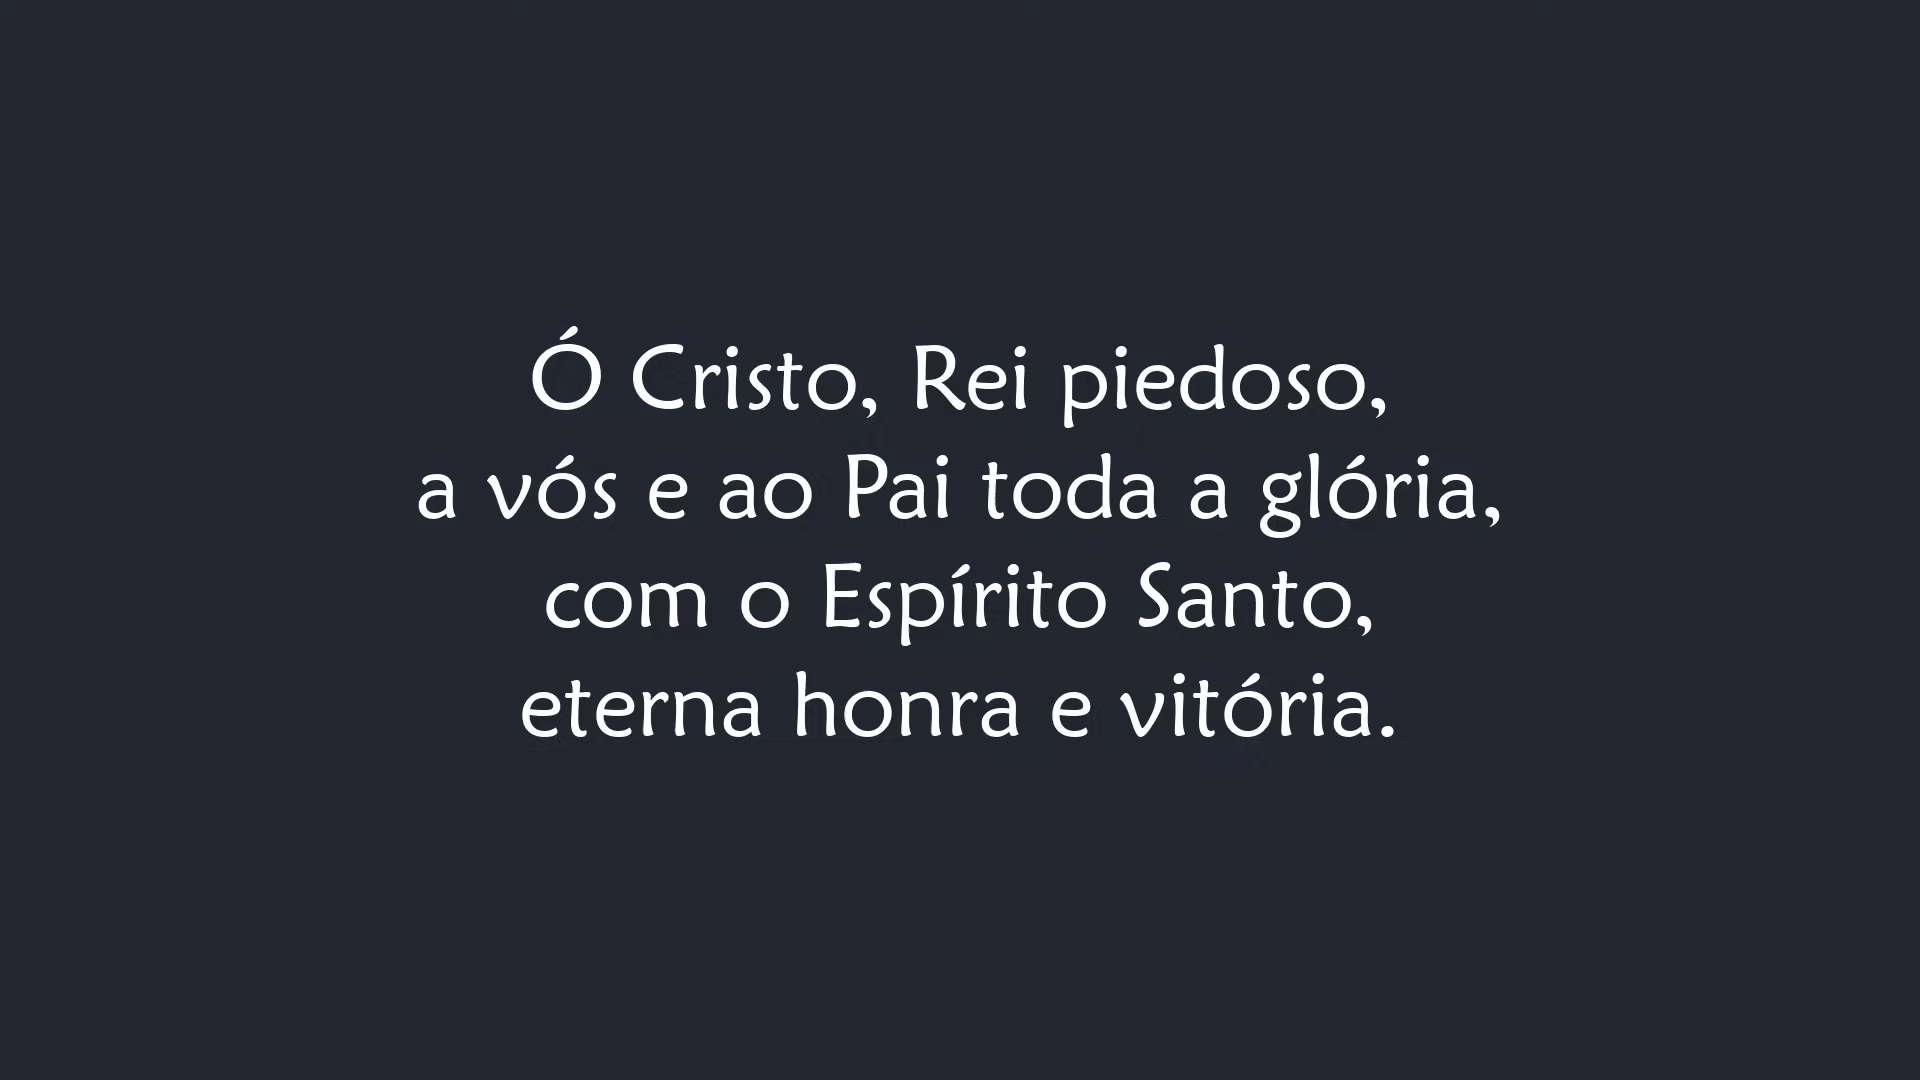 Ó Cristo, Rei piedoso,
a vós e ao Pai toda a glória,
com o Espírito Santo,
eterna honra e vitória.